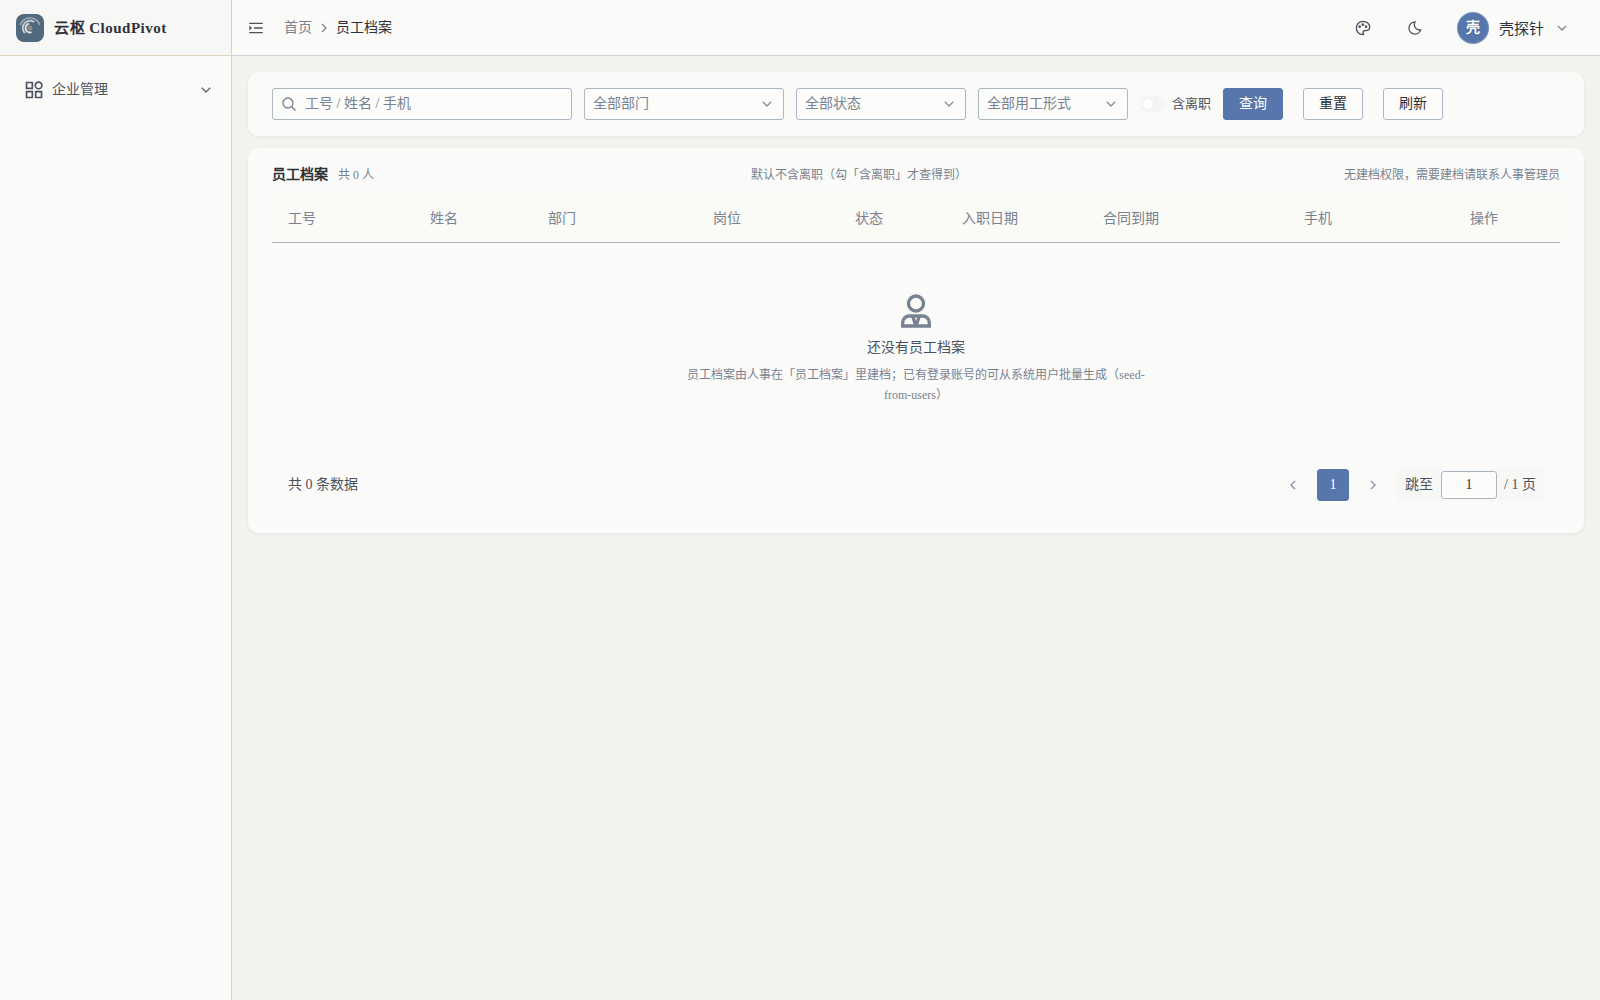 云枢 CloudPivot
首页 员工档案
壳 壳探针
企业管理
工号 / 姓名 / 手机 全部部门 全部状态 全部用工形式 含离职 查询 重置 刷新
员工档案 共 0 人 默认不含离职（勾「含离职」才查得到） 无建档权限，需要建档请联系人事管理员
工号 姓名 部门 岗位 状态 入职日期 合同到期 手机 操作
还没有员工档案
员工档案由人事在「员工档案」里建档；已有登录账号的可从系统用户批量生成（seed-
from-users）
共 0 条数据 1 跳至 1 / 1 页